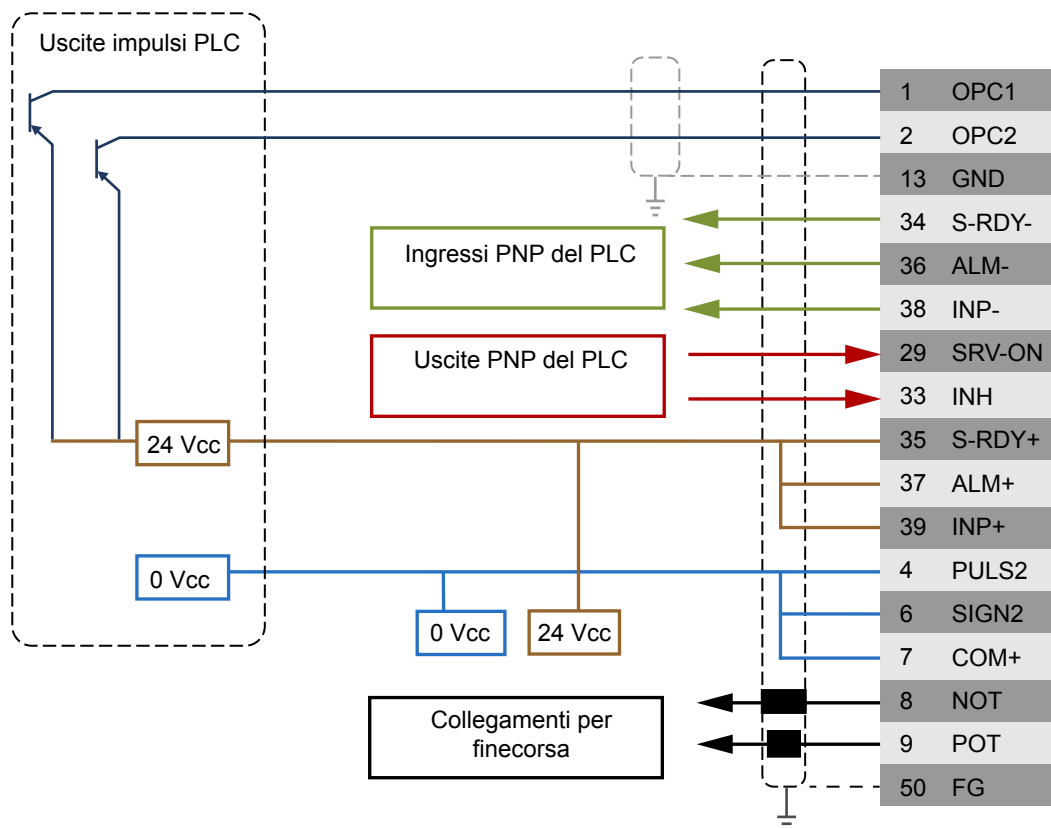 Uscite impulsi PLC
1 OPC1
2 OPC2
13 GND
34 S-RDY-
Ingressi PNP del PLC
36 ALM-
38 INP-
29 SRV-ON
Uscite PNP del PLC
33 INH
24 Vcc
35 S-RDY+
37 ALM+
39 INP+
0 Vcc
4 PULS2
6 SIGN2
0 Vcc
24 Vcc
7 COM+
8 NOT
Collegamenti per
finecorsa
9 POT
50 FG